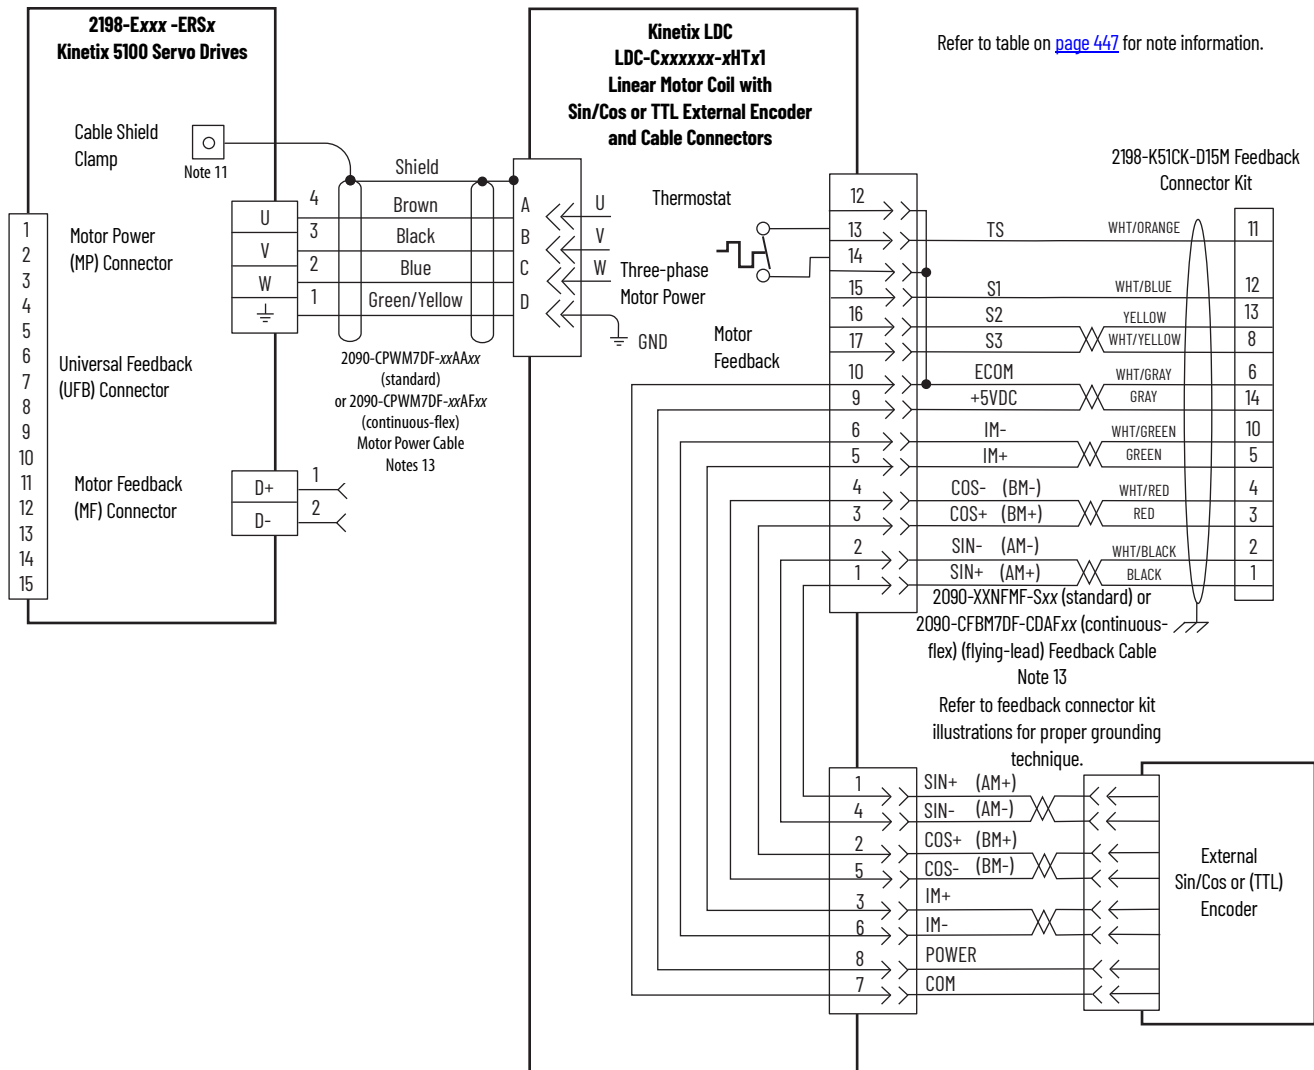 2198-Exxx -ERSx
Kinetix 5100 Servo Drives
Cable Shield
Clamp
Note 11
1
2
3
4
5
6
7
8
9
10
11
12
13
14
15
Motor Power
(MP) Connector
Universal Feedback
(UFB) Connector
Motor Feedback
(MF) Connector
U
V
W
D+
D-
4
3
2
1
1
2
Shield
Brown
Black
Blue
Green/Yellow
2090-CPWM7DF-xxAAxx
(standard)
or 2090-CPWM7DF-xxAFxx
(continuous-flex)
Motor Power Cable
Notes 13
Kinetix LDC
LDC-Cxxxxxx-xHTx1
Linear Motor Coil with
Sin/Cos or TTL External Encoder
and Cable Connectors
A
B
C
D
U
V
W
GND
Three-phase
Motor Power
Thermostat
Motor
Feedback
Refer to table on page 447 for note information.
2198-K51CK-D15M Feedback
Connector Kit
12
13 TS WHT/ORANGE 11
14
15 S1 WHT/BLUE 12
16 S2 YELLOW 13
17 S3 WHT/YELLOW 8
10 ECOM WHT/GRAY 6
9 +5VDC GRAY 14
6 IM- WHT/GREEN 10
5 IM+ GREEN 5
4 COS- (BM-) WHT/RED 4
3 COS+ (BM+) RED 3
2 SIN- (AM-) WHT/BLACK 2
1 SIN+ (AM+) BLACK 1
2090-XXNFMF-Sxx (standard) or
2090-CFBM7DF-CDAFxx (continuous-
flex) (flying-lead) Feedback Cable
Note 13
Refer to feedback connector kit
illustrations for proper grounding
technique.
1 SIN+ (AM+)
4 SIN- (AM-)
2 COS+ (BM+)
5 COS- (BM-)
3 IM+
6 IM-
8 POWER
7 COM
External
Sin/Cos or (TTL)
Encoder